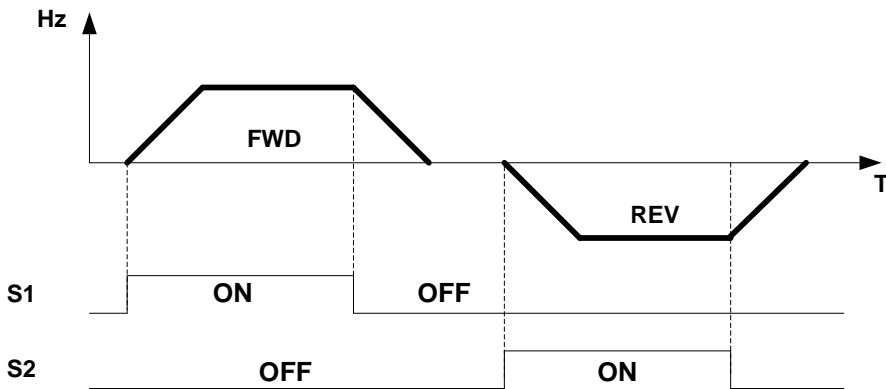 Hz
FWD
T
REV
S1 ON OFF
S2 OFF ON